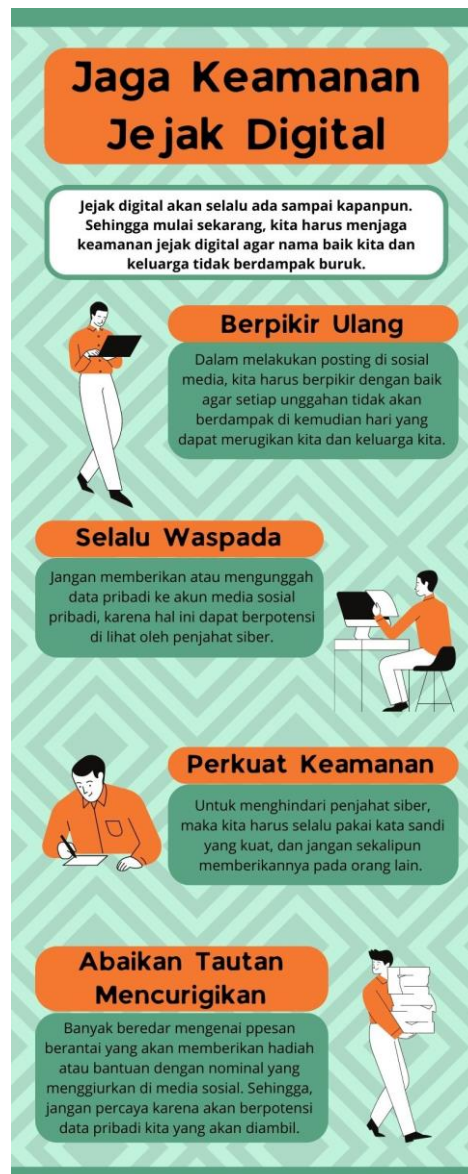 Jaga Keamanan
Jejak Digital
Jejak digital akan selalu ada sampai kapanpun.
Sehingga mulai sekarang, kita harus menjaga
keamanan jejak digital agar nama baik kita dan
keluarga tidak berdampak buruk.
Berpikir Ulang
Dalam melakukan posting di sosial
media, kita harus berpikir dengan baik
agar setiap unggahan tidak akan
berdampak di kemudian hari yang
dapat merugikan kita dan keluarga kita.
Selalu Waspada
Jangan memberikan atau mengunggah
data pribadi ke akun media sosial
pribadi, karena hal ini dapat berpotensi
di lihat oleh penjahat siber.
Perkuat Keamanan
Untuk menghindari penjahat siber,
maka kita harus selalu pakai kata sandi
yang kuat, dan jangan sekalipun
memberikannya pada orang lain.
Abaikan Tautan
Mencurigikan
Banyak beredar mengenai ppesan
berantai yang akan memberikan hadiah
atau bantuan dengan nominal yang
menggiurkan di media sosial. Sehingga,
jangan percaya karena akan berpotensi
data pribadi kita yang akan diambil.